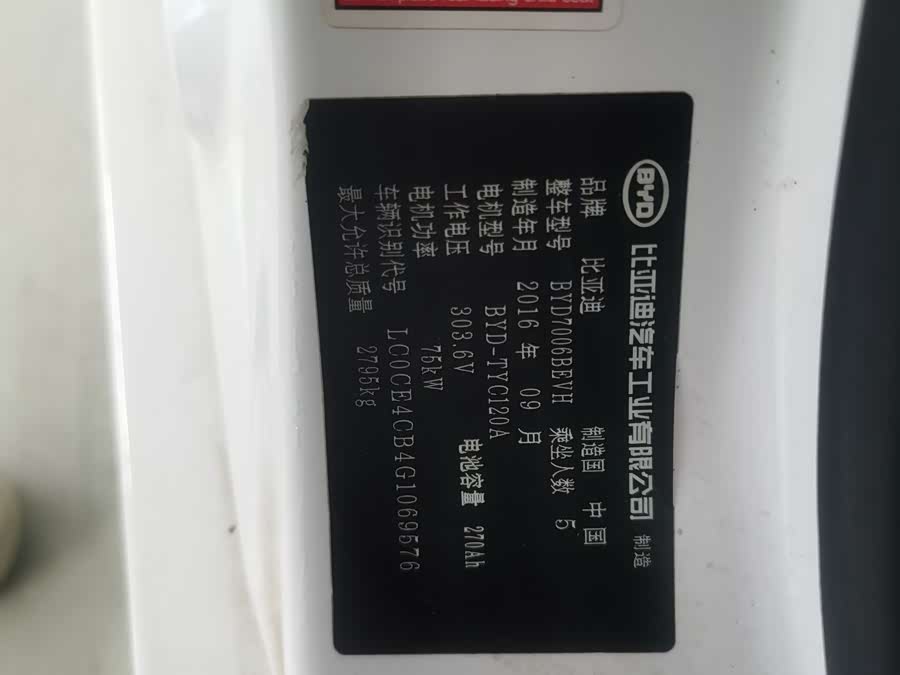 BYD 比亚迪汽车工业有限公司 制造
品牌 比亚迪 制造国 中国
整车型号 BYD7006BEVH 乘坐人数 5
制造年月 2016 年 09 月
电机型号 BYD-TYC120A
工作电压 303.6V 电池容量 270Ah
电机功率 75kW
车辆识别代号 LC0CE4CB4G1069576
最大允许总质量 2795kg